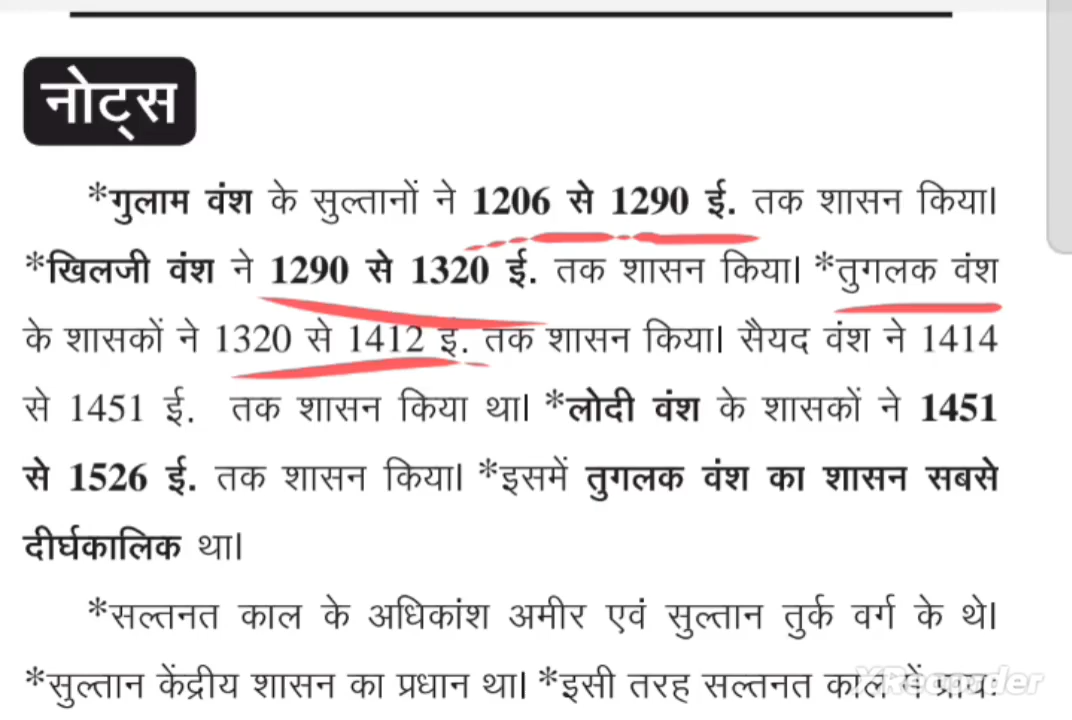 नोट्स
*गुलाम वंश के सुल्तानों ने 1206 से 1290 ई. तक शासन किया।
*खिलजी वंश ने 1290 से 1320 ई. तक शासन किया। *तुगलक वंश
के शासकों ने 1320 से 1412 इ. तक शासन किया। सैयद वंश ने 1414
से 1451 ई. तक शासन किया था। *लोदी वंश के शासकों ने 1451
से 1526 ई. तक शासन किया। *इसमें तुगलक वंश का शासन सबसे
दीर्घकालिक था।
*सल्तनत काल के अधिकांश अमीर एवं सुल्तान तुर्क वर्ग के थे।
*सुल्तान केंद्रीय शासन का प्रधान था। *इसी तरह सल्तनत काल में प्रायः
XRecorder